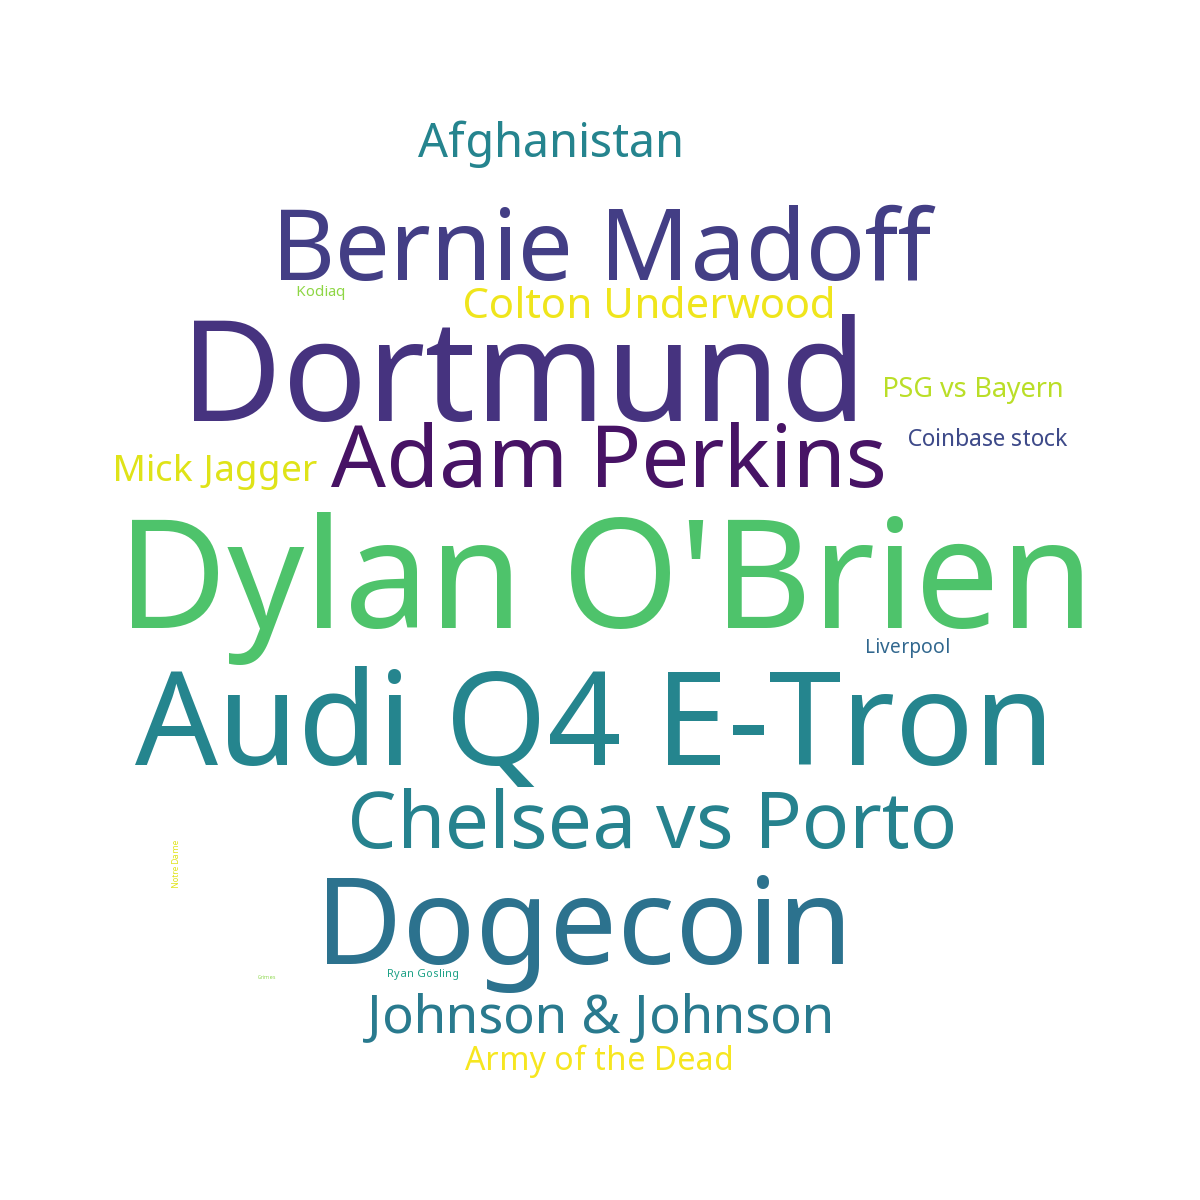 Afghanistan
Bernie Madoff
Kodiaq
Colton Underwood
Dortmund
PSG vs Bayern
Adam Perkins
Coinbase stock
Mick Jagger
Dylan O'Brien
Liverpool
Audi Q4 E-Tron
Chelsea vs Porto
Notre Dame
Dogecoin
Ryan Gosling
Grimes
Johnson & Johnson
Army of the Dead